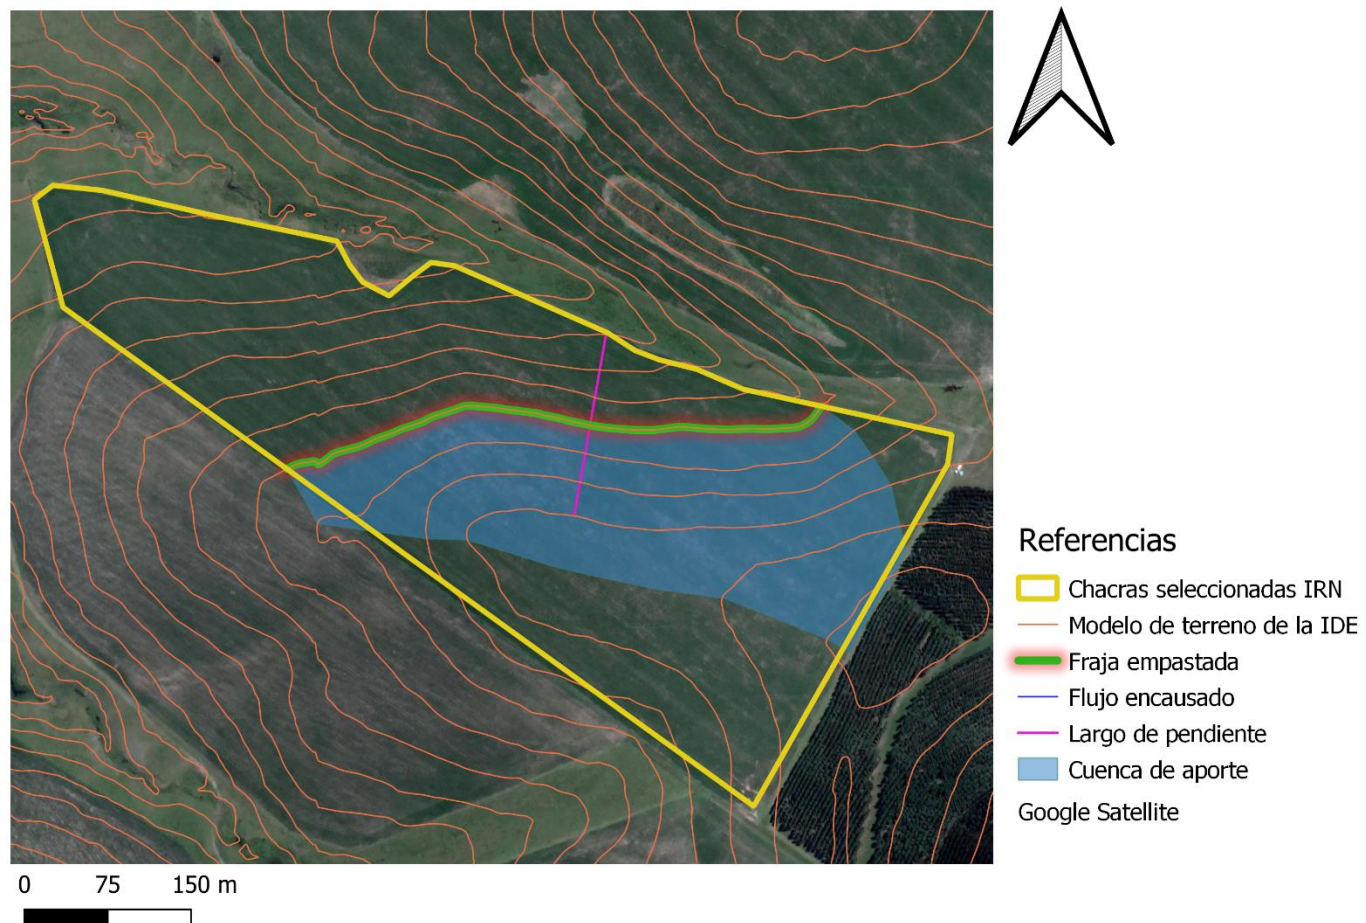 Referencias
Chacras seleccionadas IRN
Modelo de terreno de la IDE
Fraja empastada
Flujo encausado
Largo de pendiente
Cuenca de aporte
Google Satellite
0 75 150 m